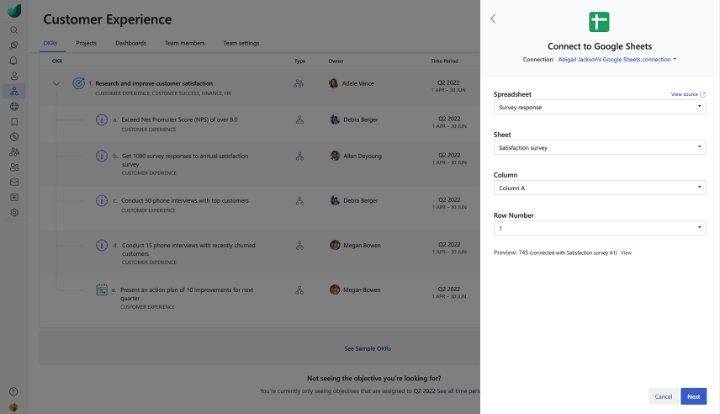 Customer Experience
OKRs Projects Dashboards Team members Team settings
OKR Type Owner Time Period
1. Research and improve customer satisfaction
CUSTOMER EXPERIENCE, CUSTOMER SUCCESS, FINANCE, HR
Adele Vance
Q2 2022
1 APR – 30 JUN
a. Exceed Net Promoter Score (NPS) of over 8.0
CUSTOMER EXPERIENCE
Debra Berger
Q2 2022
1 APR – 30 JUN
b. Get 1000 survey responses to annual satisfaction
survey
CUSTOMER EXPERIENCE
Allan Deyoung
Q2 2022
1 APR – 30 JUN
c. Conduct 50 phone interviews with top customers
CUSTOMER EXPERIENCE
Debra Berger
Q2 2022
1 APR – 30 JUN
d. Conduct 15 phone interviews with recently churned
customers
CUSTOMER EXPERIENCE
Megan Bowen
Q2 2022
1 APR – 30 JUN
e. Present an action plan of 10 improvements for next
quarter
CUSTOMER EXPERIENCE
Megan Bowen
Q2 2022
1 APR – 30 JUN
See Sample OKRs
Not seeing the objective you're looking for?
You're currently only seeing objectives that are assigned to Q2 2022 See all time
Connect to Google Sheets
Connection: Abigail Jackson's Google Sheets connection
Spreadsheet View source
Survey response
Sheet
Satisfaction survey
Column
Column A
Row Number
1
Preview: 745 (connected with Satisfaction survey A1) View
Cancel Next